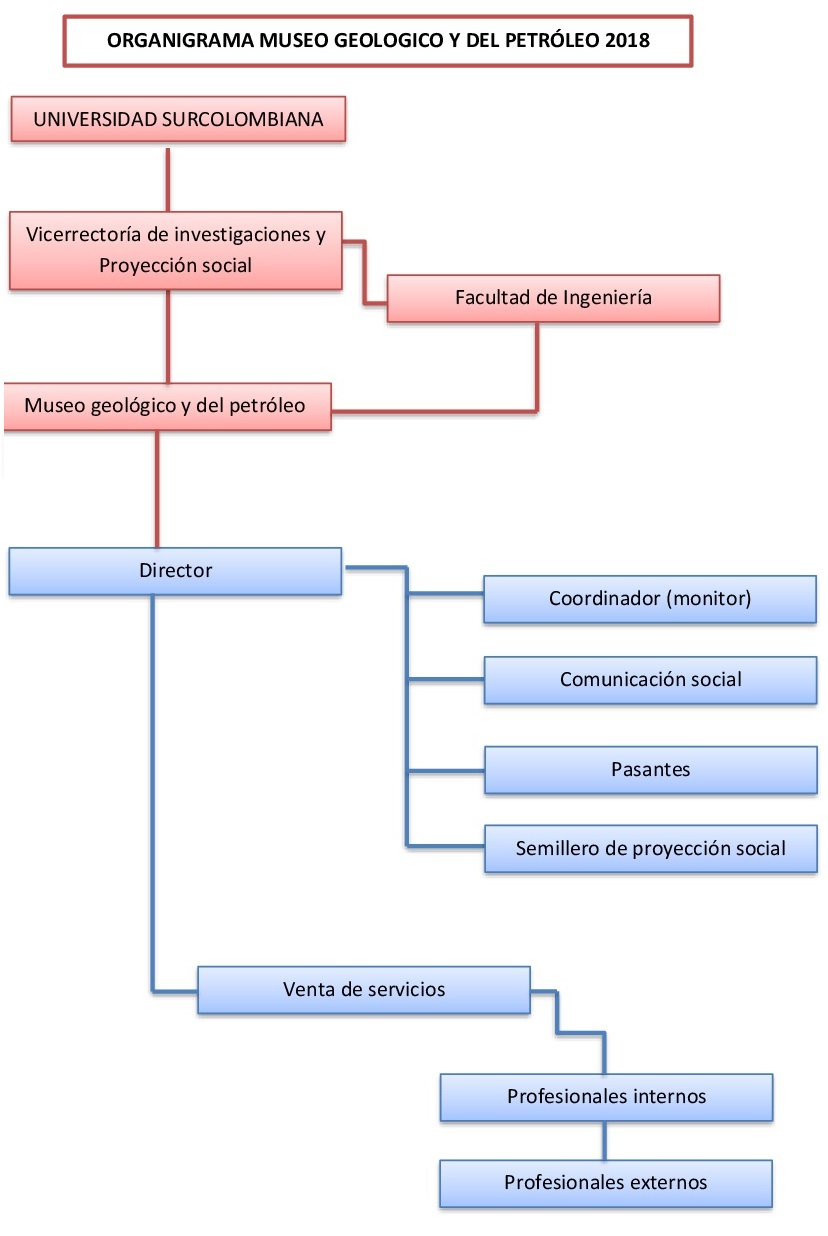 ORGANIGRAMA MUSEO GEOLOGICO Y DEL PETRÓLEO 2018
UNIVERSIDAD SURCOLOMBIANA
Vicerrectoría de investigaciones y
Proyección social
Facultad de Ingeniería
Museo geológico y del petróleo
Director
Coordinador (monitor)
Comunicación social
Pasantes
Semillero de proyección social
Venta de servicios
Profesionales internos
Profesionales externos